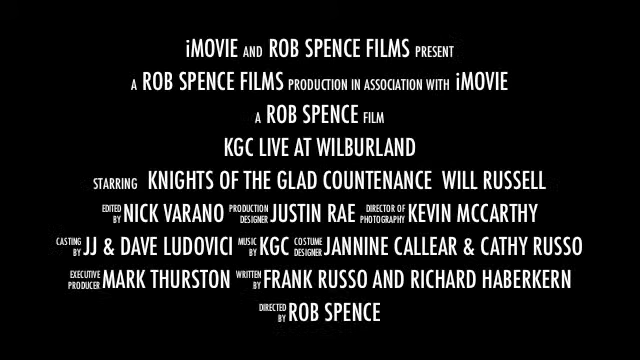 iMOVIE AND ROB SPENCE FILMS PRESENT
A ROB SPENCE FILMS PRODUCTION IN ASSOCIATION WITH iMOVIE
A ROB SPENCE FILM
KGC LIVE AT WILBURLAND
STARRING KNIGHTS OF THE GLAD COUNTENANCE WILL RUSSELL
EDITED BY NICK VARANO PRODUCTION DESIGNER JUSTIN RAE DIRECTOR OF PHOTOGRAPHY KEVIN MCCARTHY
CASTING BY JJ & DAVE LUDOVICI MUSIC BY KGC COSTUME DESIGNER JANNINE CALLEAR & CATHY RUSSO
EXECUTIVE PRODUCER MARK THURSTON WRITTEN BY FRANK RUSSO AND RICHARD HABERKERN
DIRECTED BY ROB SPENCE